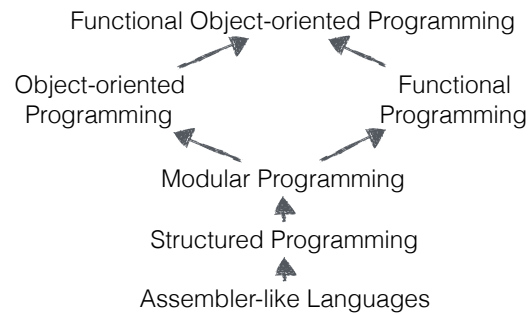 Functional Object-oriented Programming
Object-oriented
Programming
Functional
Programming
Modular Programming
Structured Programming
Assembler-like Languages